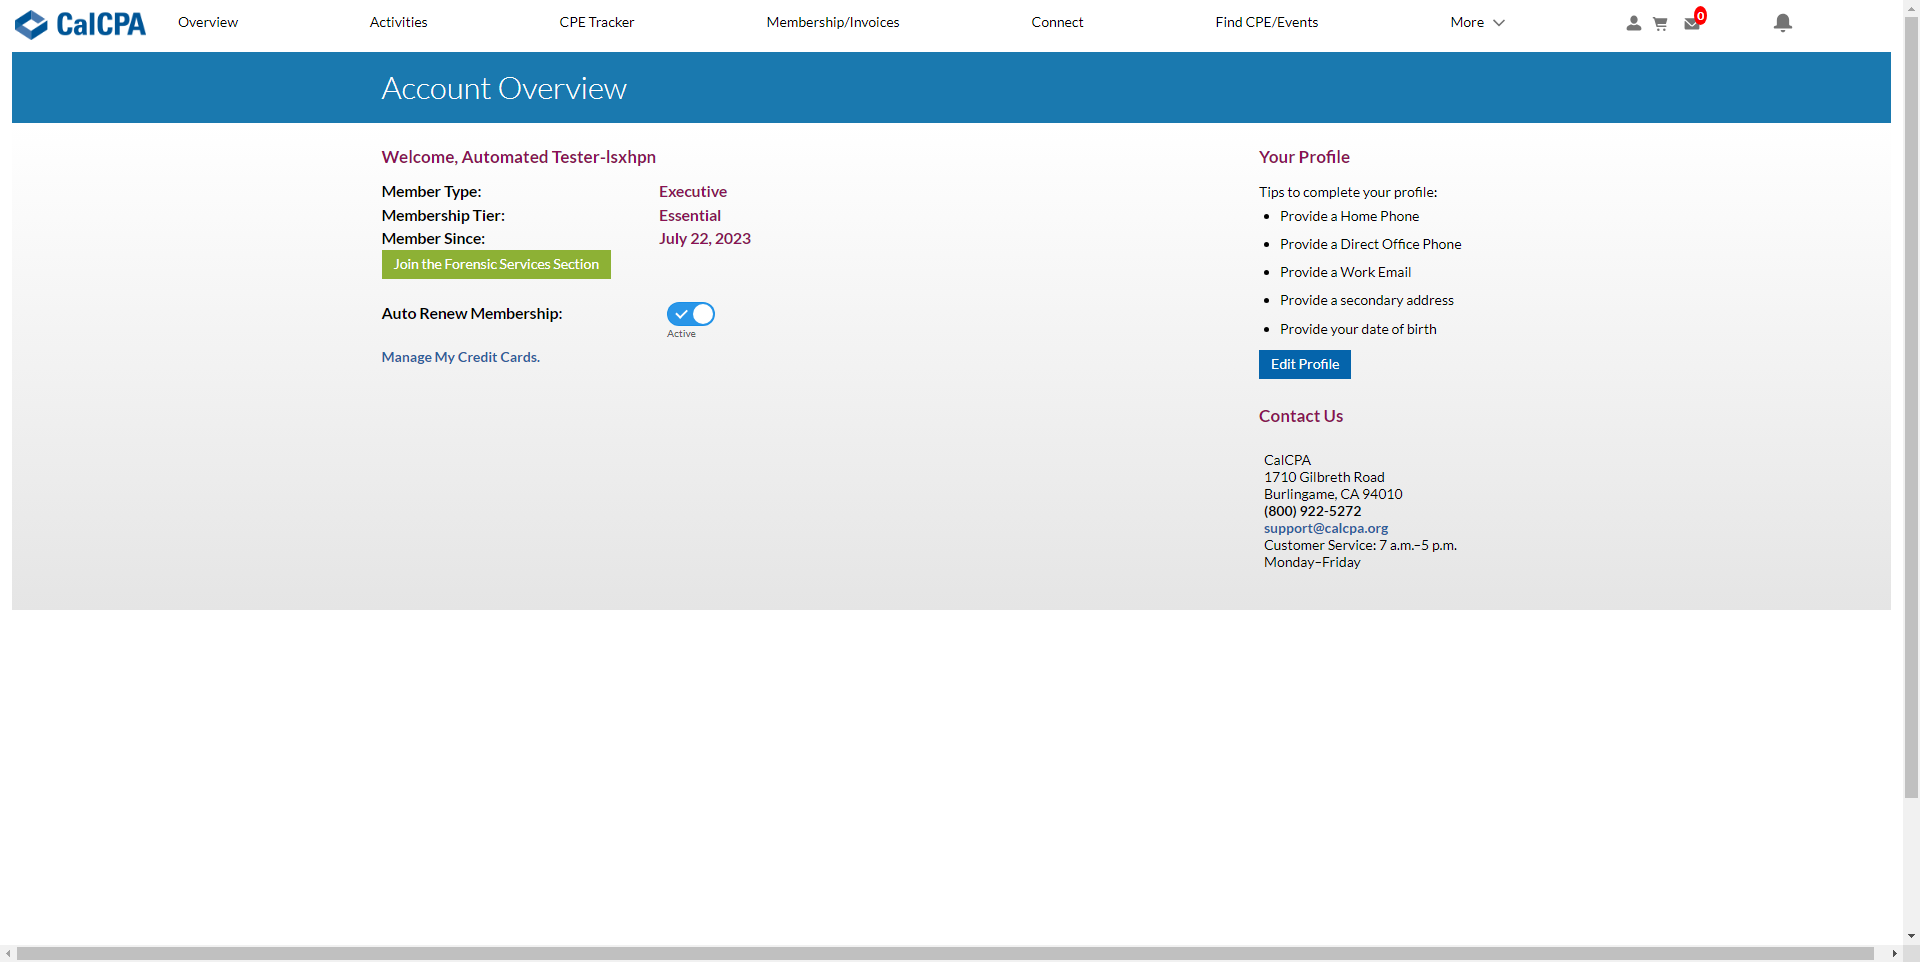 CalCPA
Overview
Activities
CPE Tracker
Membership/Invoices
Connect
Find CPE/Events
More
0
Account Overview
Welcome, Automated Tester-lsxhpn
Member Type: Executive
Membership Tier: Essential
Member Since: July 22, 2023
Join the Forensic Services Section
Auto Renew Membership:
Active
Manage My Credit Cards.
Your Profile
Tips to complete your profile:
Provide a Home Phone
Provide a Direct Office Phone
Provide a Work Email
Provide a secondary address
Provide your date of birth
Edit Profile
Contact Us
CalCPA
1710 Gilbreth Road
Burlingame, CA 94010
(800) 922-5272
support@calcpa.org
Customer Service: 7 a.m.–5 p.m.
Monday–Friday